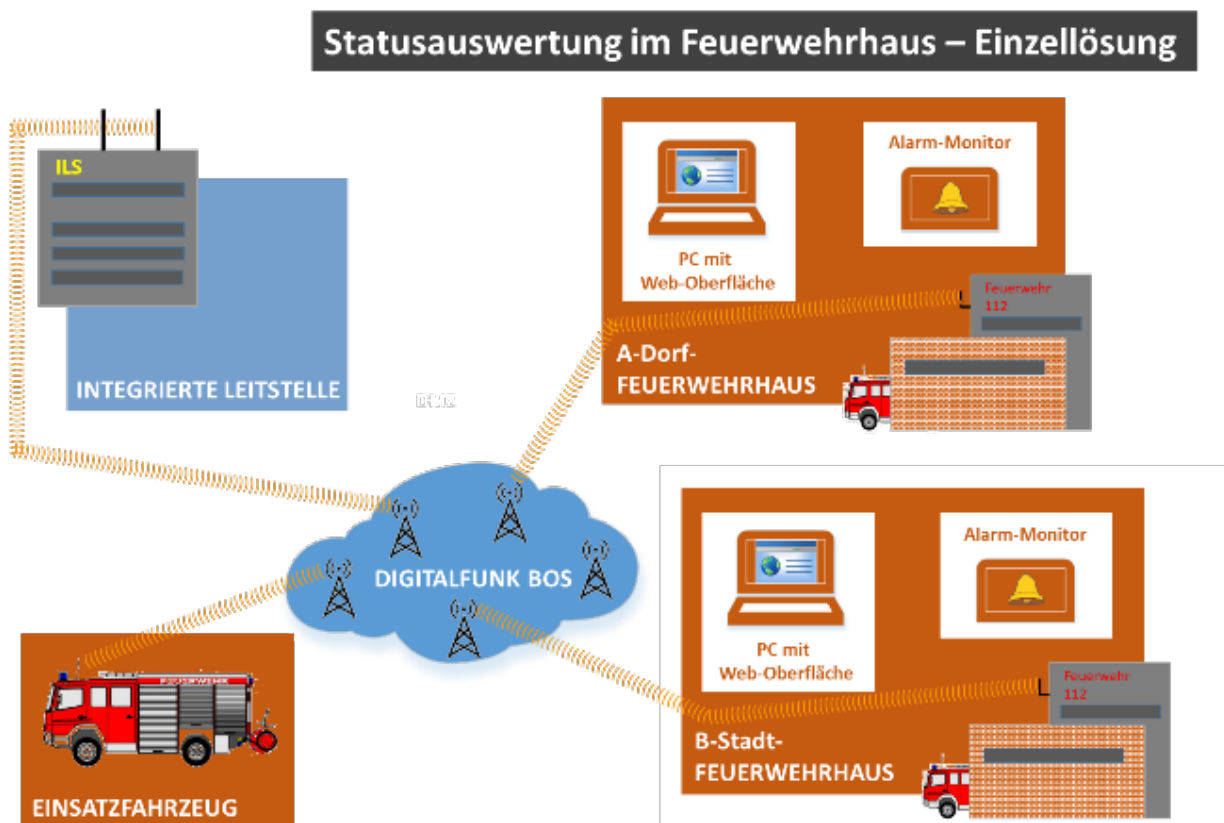 Statusauswertung im Feuerwehrhaus – Einzellösung
ILS
INTEGRIERTE LEITSTELLE
PC mit
Web-Oberfläche
Alarm-Monitor
Feuerwehr
112
A-Dorf-
FEUERWEHRHAUS
DIGITALFUNK BOS
PC mit
Web-Oberfläche
Alarm-Monitor
Feuerwehr
112
B-Stadt-
FEUERWEHRHAUS
FEUERWEHR
EINSATZFAHRZEUG